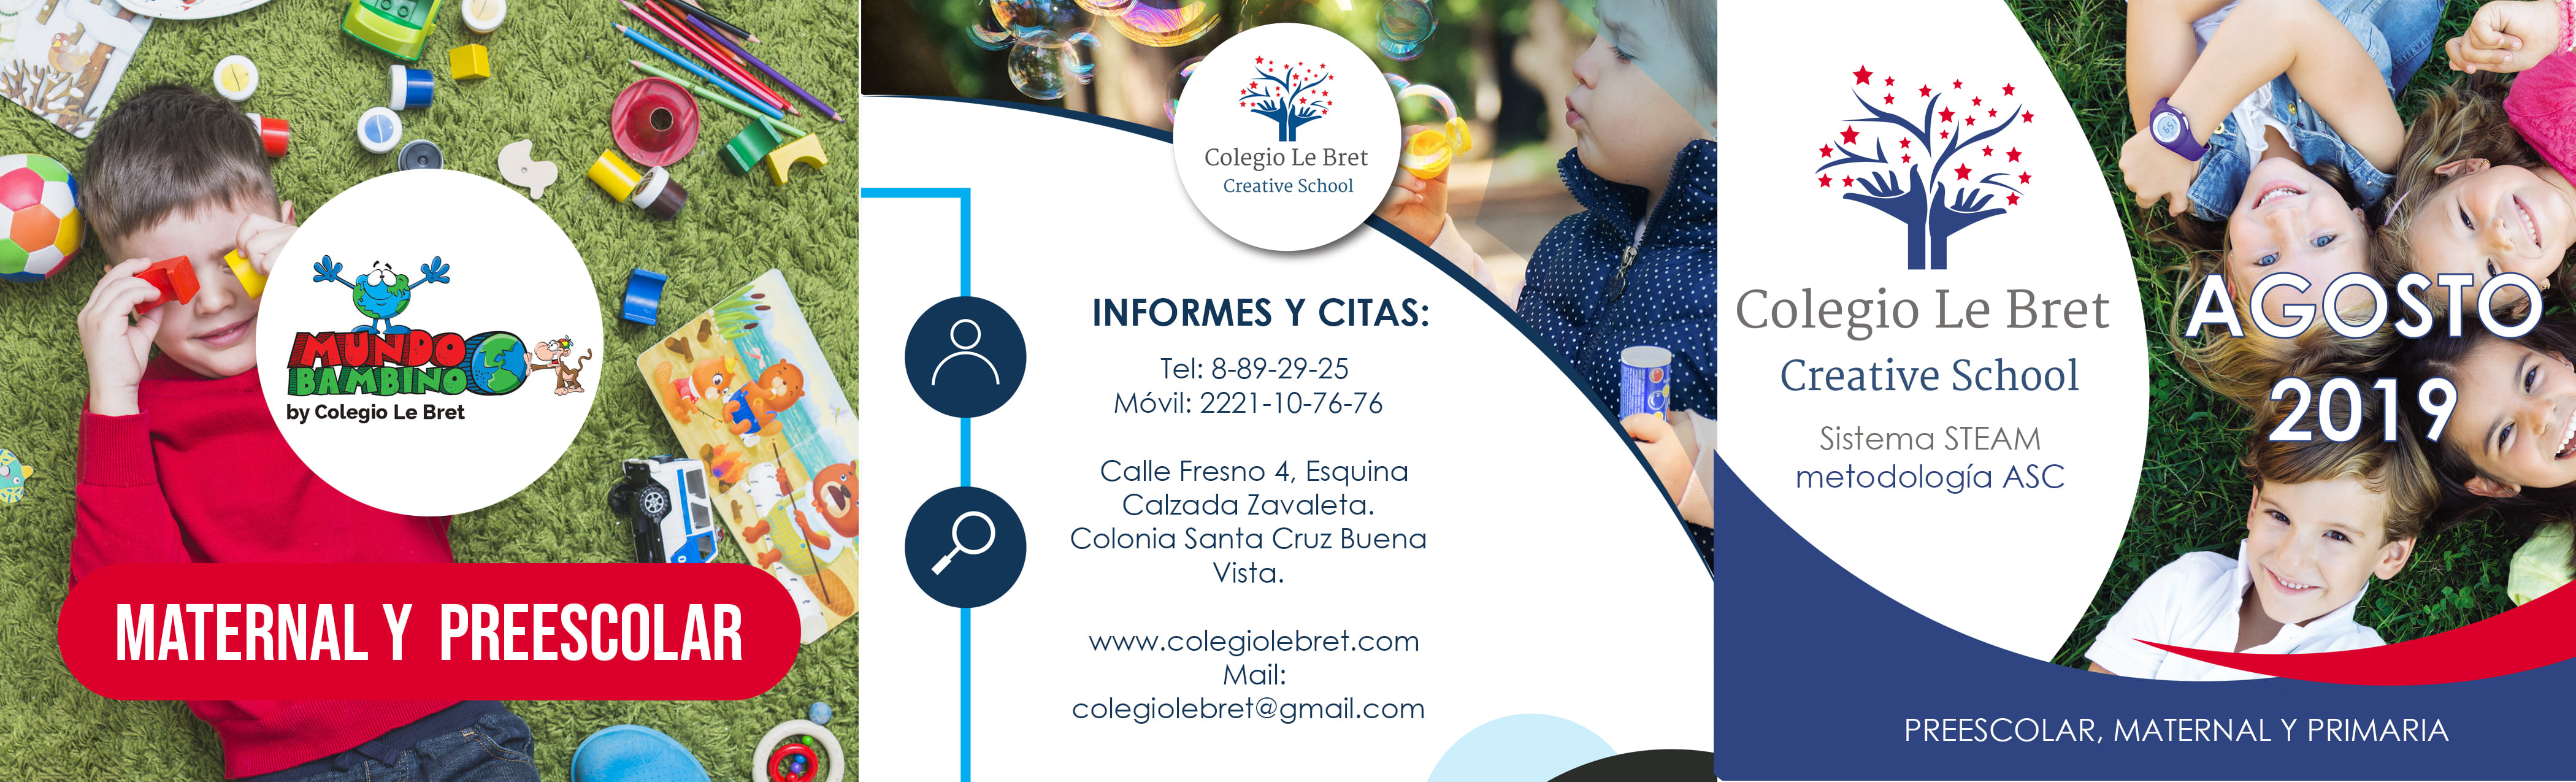 MUNDO
BAMBINO
by Colegio Le Bret
MATERNAL Y PREESCOLAR
Colegio Le Bret
Creative School
INFORMES Y CITAS:
Tel: 8-89-29-25
Móvil: 2221-10-76-76
Calle Fresno 4, Esquina
Calzada Zavaleta.
Colonia Santa Cruz Buena
Vista.
www.colegiolebret.com
Mail:
colegiolebret@gmail.com
Colegio Le Bret
Creative School
Sistema STEAM
metodología ASC
AGOSTO
2019
PREESCOLAR, MATERNAL Y PRIMARIA